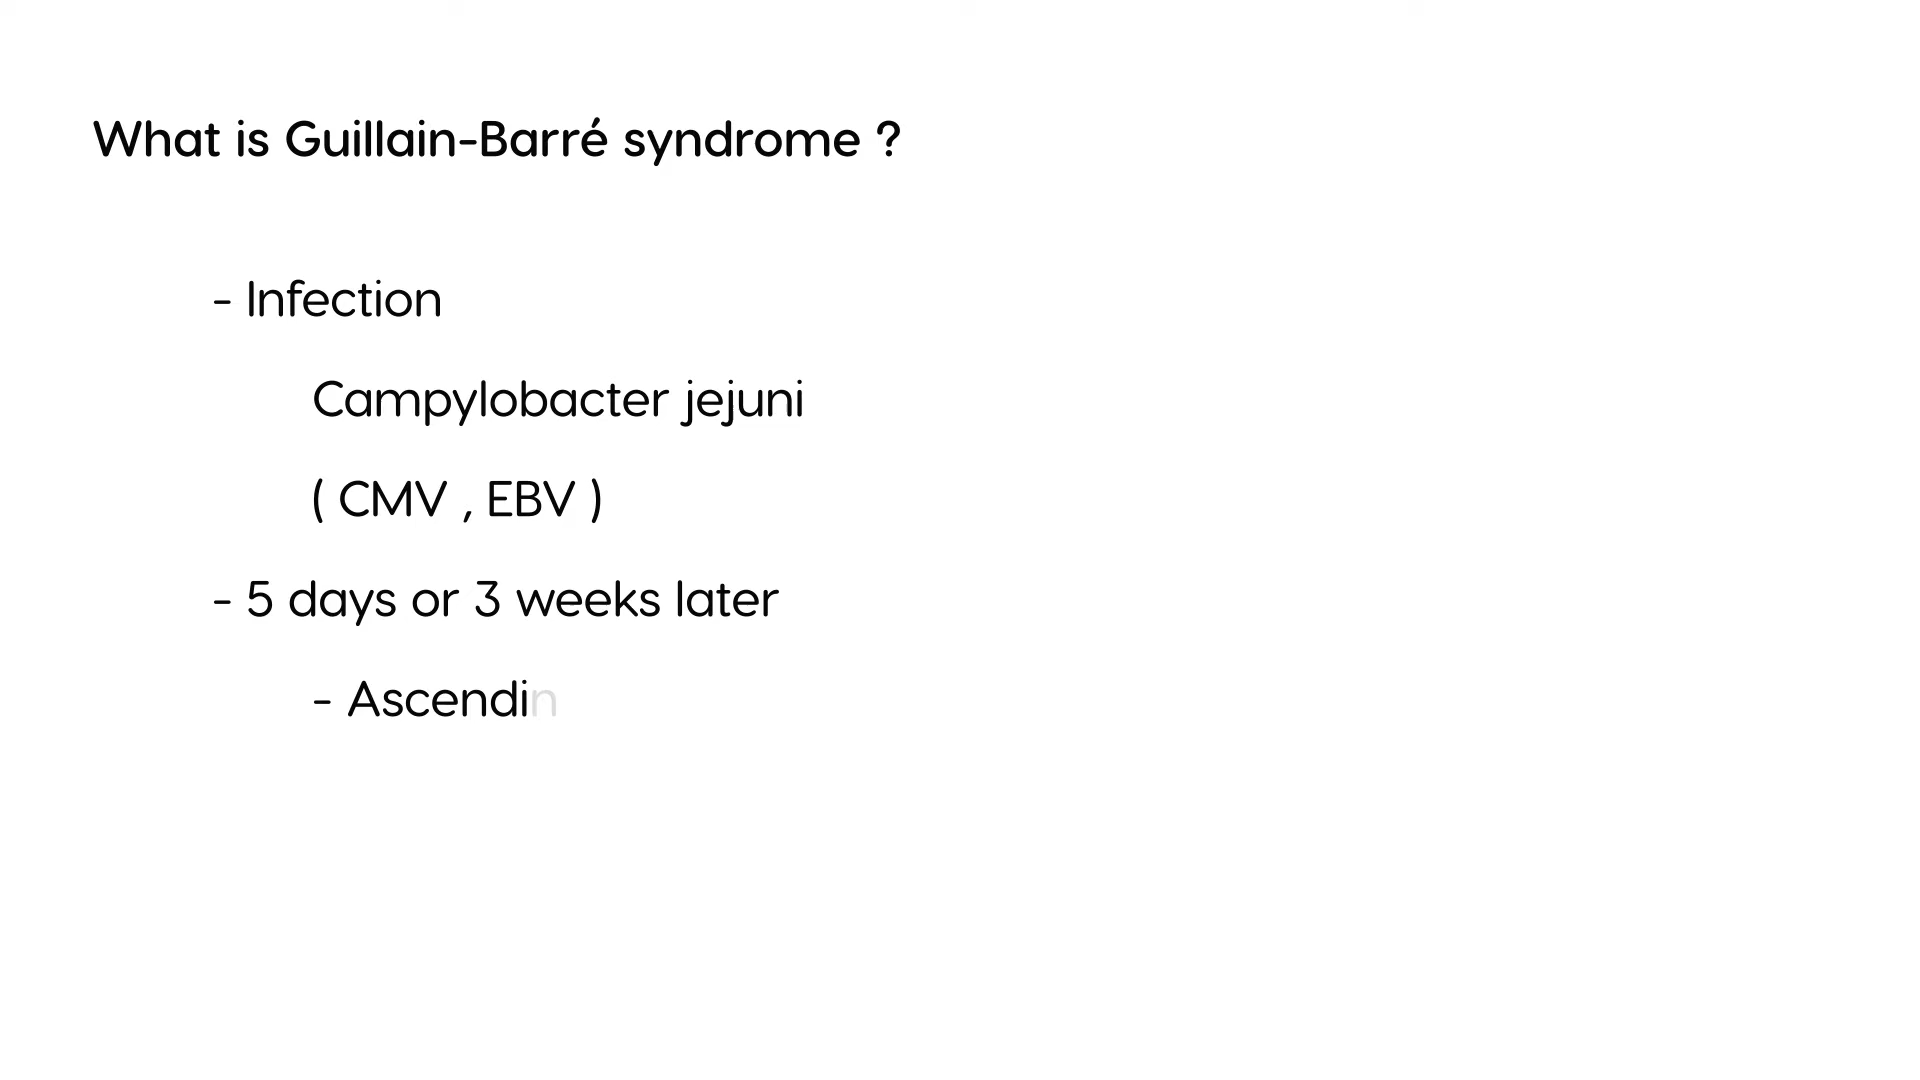 What is Guillain-Barré syndrome ?
- Infection
Campylobacter jejuni
( CMV , EBV )
- 5 days or 3 weeks later
- Ascendin